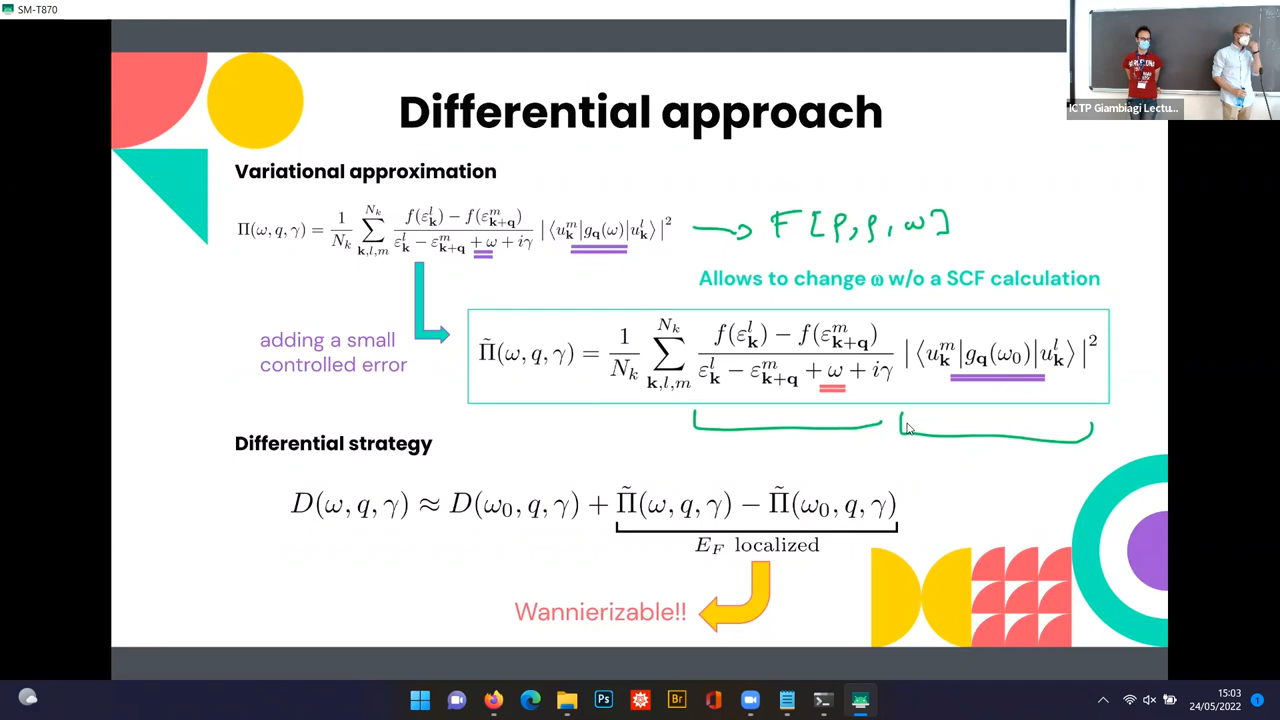 SM-T870
ICTP Giambiagi Lectu...
Differential approach
Variational approximation
Π(ω, q, γ) = 1/N_k Σ_{k,l,m}^{N_k} (f(ε_k^l) − f(ε_{k+q}^m)) / (ε_k^l − ε_{k+q}^m + ω + iγ) |⟨u_k^m|g_q(ω)|u_k^l⟩|^2 → F[ρ, ρ, ω]
Allows to change ω w/o a SCF calculation
adding a small
controlled error
Π̃(ω, q, γ) = 1/N_k Σ_{k,l,m}^{N_k} (f(ε_k^l) − f(ε_{k+q}^m)) / (ε_k^l − ε_{k+q}^m + ω + iγ) |⟨u_k^m|g_q(ω_0)|u_k^l⟩|^2
Differential strategy
D(ω, q, γ) ≈ D(ω_0, q, γ) + Π̃(ω, q, γ) − Π̃(ω_0, q, γ)
E_F localized
Wannierizable!!
Ps
Br
15:03
24/05/2022
1